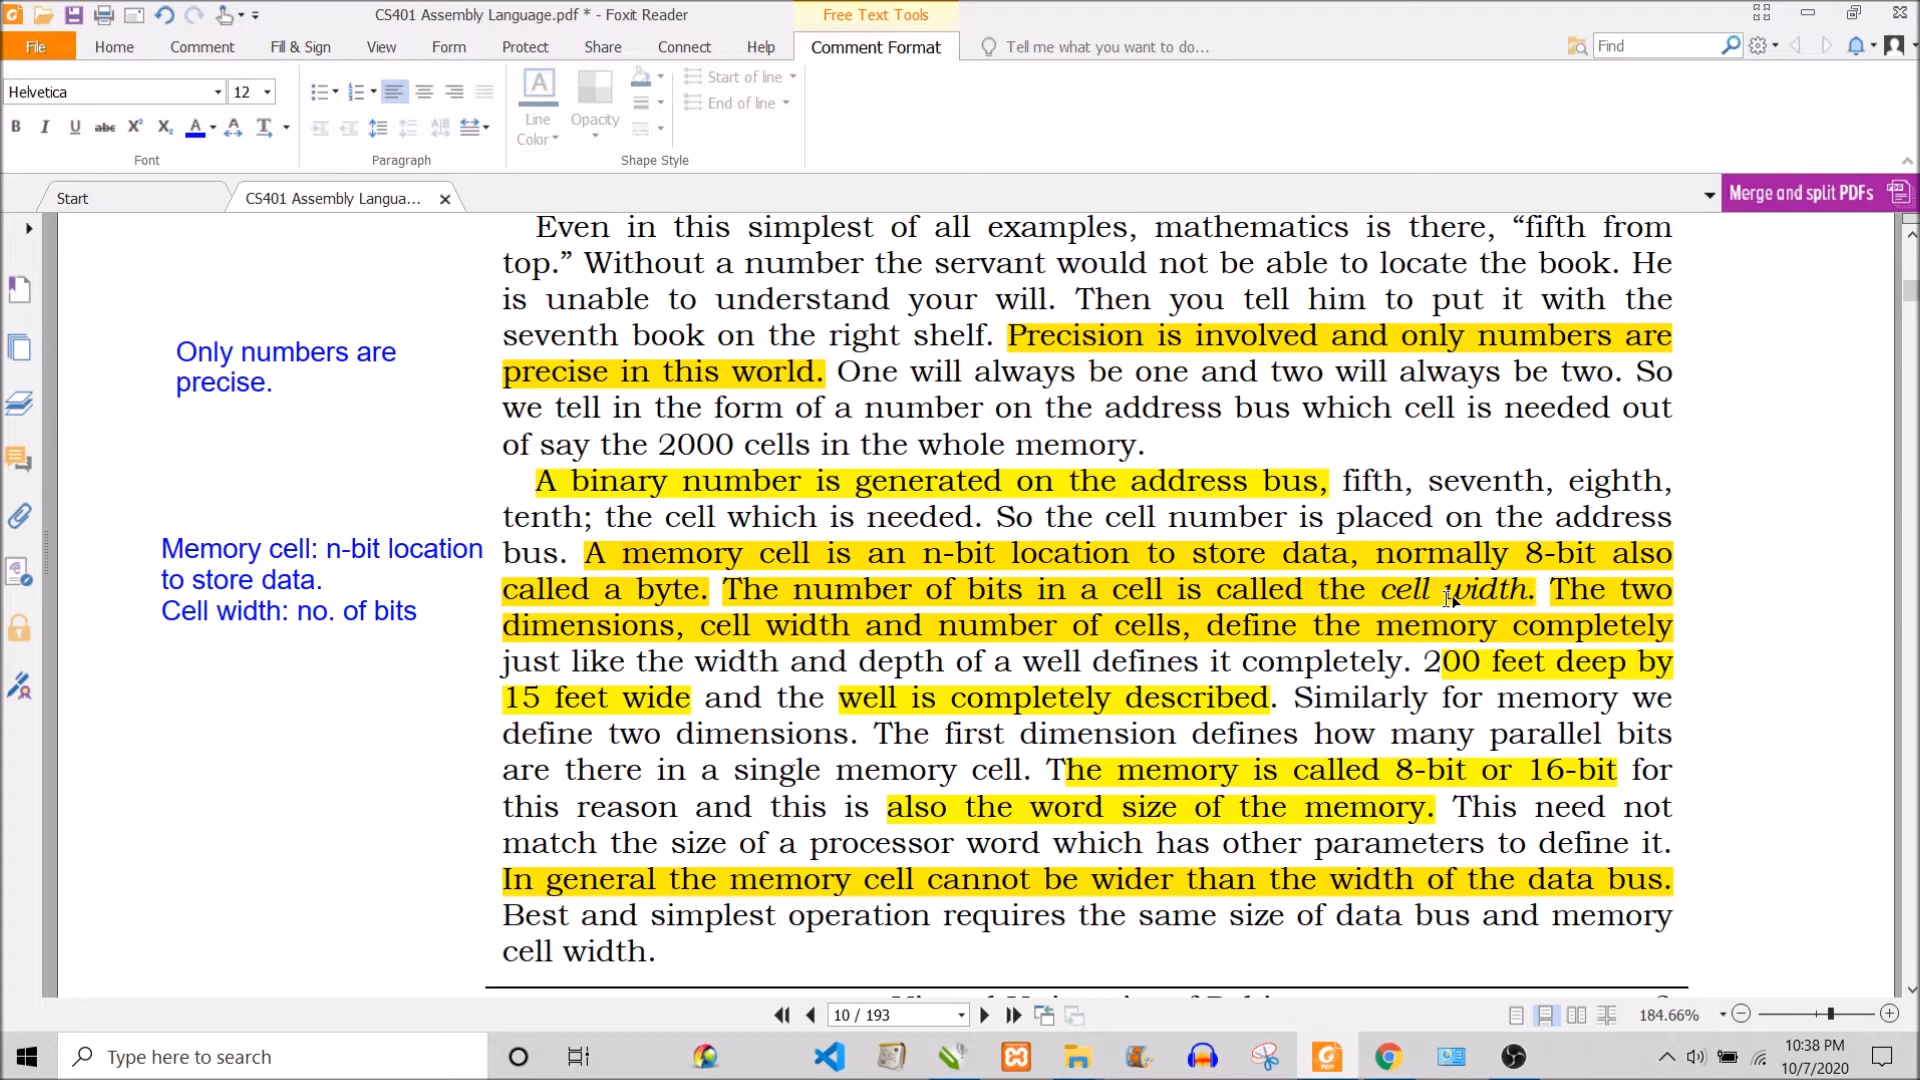 CS401 Assembly Language.pdf * - Foxit Reader
Free Text Tools
File
Home
Comment
Fill & Sign
View
Form
Protect
Share
Connect
Help
Comment Format
Tell me what you want to do...
Find
Helvetica
12
Line
Color
Opacity
Start of line
End of line
Font
Paragraph
Shape Style
Start
CS401 Assembly Langua...
Merge and split PDFs
Even in this simplest of all examples, mathematics is there, “fifth from
top.” Without a number the servant would not be able to locate the book. He
is unable to understand your will. Then you tell him to put it with the
seventh book on the right shelf. Precision is involved and only numbers are
precise in this world. One will always be one and two will always be two. So
we tell in the form of a number on the address bus which cell is needed out
of say the 2000 cells in the whole memory.
A binary number is generated on the address bus, fifth, seventh, eighth,
tenth; the cell which is needed. So the cell number is placed on the address
bus. A memory cell is an n-bit location to store data, normally 8-bit also
called a byte. The number of bits in a cell is called the cell width. The two
dimensions, cell width and number of cells, define the memory completely
just like the width and depth of a well defines it completely. 200 feet deep by
15 feet wide and the well is completely described. Similarly for memory we
define two dimensions. The first dimension defines how many parallel bits
are there in a single memory cell. The memory is called 8-bit or 16-bit for
this reason and this is also the word size of the memory. This need not
match the size of a processor word which has other parameters to define it.
In general the memory cell cannot be wider than the width of the data bus.
Best and simplest operation requires the same size of data bus and memory
cell width.
Only numbers are
precise.
Memory cell: n-bit location
to store data.
Cell width: no. of bits
10 / 193
184.66%
Type here to search
10:38 PM
10/7/2020